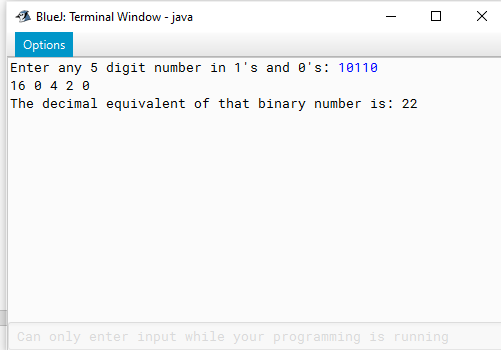 BlueJ: Terminal Window - java
Options
Enter any 5 digit number in 1's and 0's: 10110
16 0 4 2 0
The decimal equivalent of that binary number is: 22
Can only enter input while your programming is running